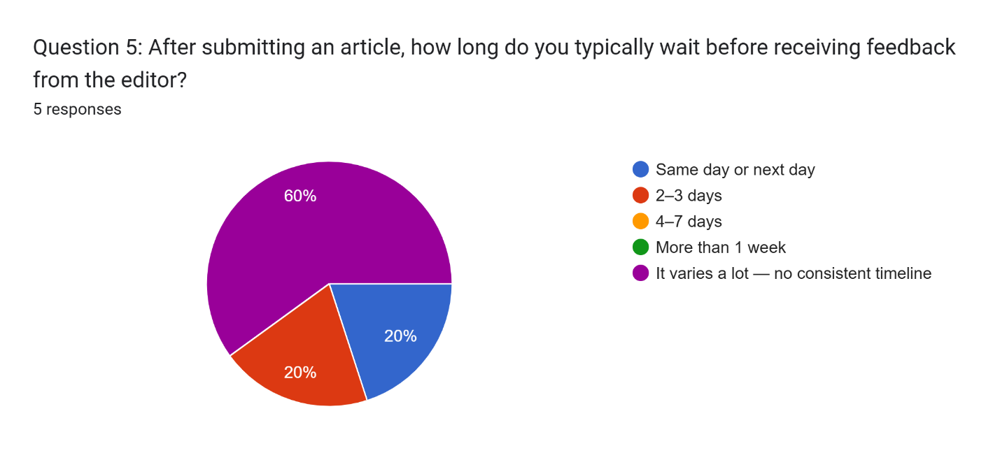 Question 5: After submitting an article, how long do you typically wait before receiving feedback
from the editor?
5 responses
60%
20%
20%
Same day or next day
2–3 days
4–7 days
More than 1 week
It varies a lot — no consistent timeline